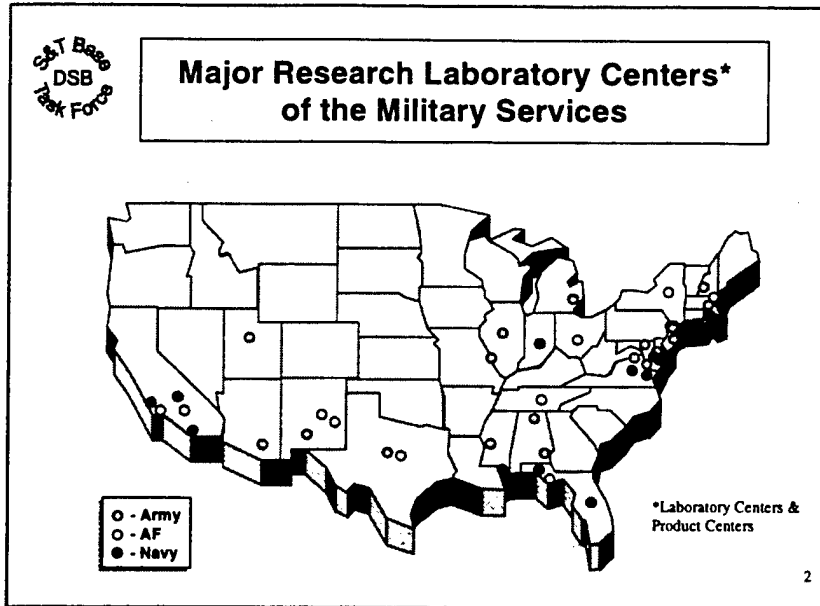 S&T Base
DSB
Task Force
Major Research Laboratory Centers*
of the Military Services
- Army
- AF
- Navy
*Laboratory Centers &
Product Centers
2